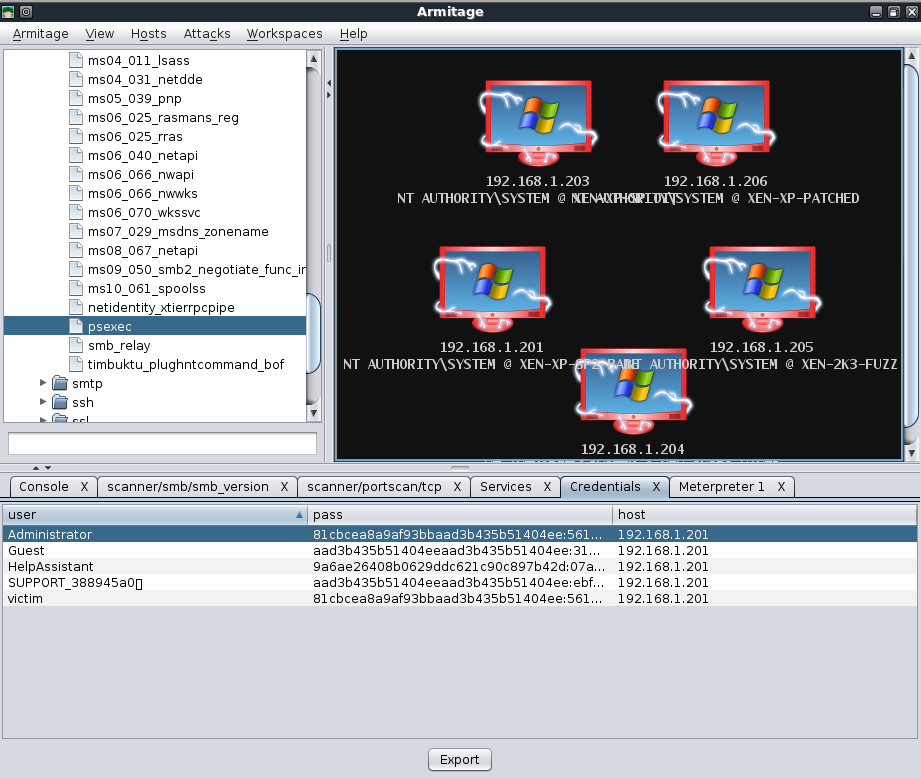 Armitage
Armitage View Hosts Attacks Workspaces Help
ms04_011_lsass
ms04_031_netdde
ms05_039_pnp
ms06_025_rasmans_reg
ms06_025_rras
ms06_040_netapi
ms06_066_nwapi
ms06_066_nwwks
ms06_070_wkssvc
ms07_029_msdns_zonename
ms08_067_netapi
ms09_050_smb2_negotiate_func_in
ms10_061_spoolss
netidentity_xtierrpcpipe
psexec
smb_relay
timbuktu_plughntcommand_bof
smtp
ssh
ssl
192.168.1.203
192.168.1.206
NT AUTHORITY\SYSTEM @
SYSTEM @ XEN-XP-PATCHED
192.168.1.201
192.168.1.205
NT AUTHORITY\SYSTEM @ XEN-XP-SP2-BARE
NT AUTHORITY\SYSTEM @ XEN-2K3-FUZZ
192.168.1.204
Console X scanner/smb/smb_version X scanner/portscan/tcp X Services X Credentials X Meterpreter 1 X
user pass host
Administrator 81cbcea8a9af93bbaad3b435b51404ee:561... 192.168.1.201
Guest aad3b435b51404eeaad3b435b51404ee:31... 192.168.1.201
HelpAssistant 9a6ae26408b0629ddc621c90c897b42d:07a... 192.168.1.201
SUPPORT_388945a0[] aad3b435b51404eeaad3b435b51404ee:ebf... 192.168.1.201
victim 81cbcea8a9af93bbaad3b435b51404ee:561... 192.168.1.201
Export